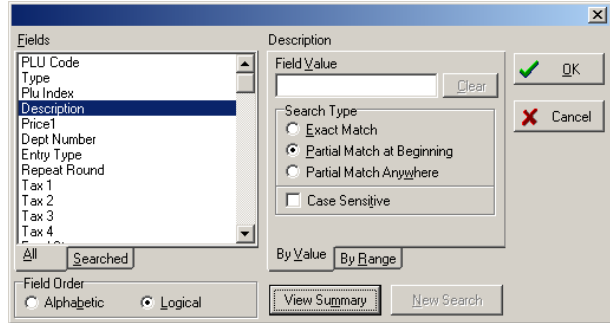 Fields
PLU Code
Type
Plu Index
Description
Price1
Dept Number
Entry Type
Repeat Round
Tax 1
Tax 2
Tax 3
Tax 4
All
Searched
Field Order
Alphabetic
Logical
Description
Field Value
Clear
Search Type
Exact Match
Partial Match at Beginning
Partial Match Anywhere
Case Sensitive
By Value
By Range
View Summary
New Search
OK
Cancel